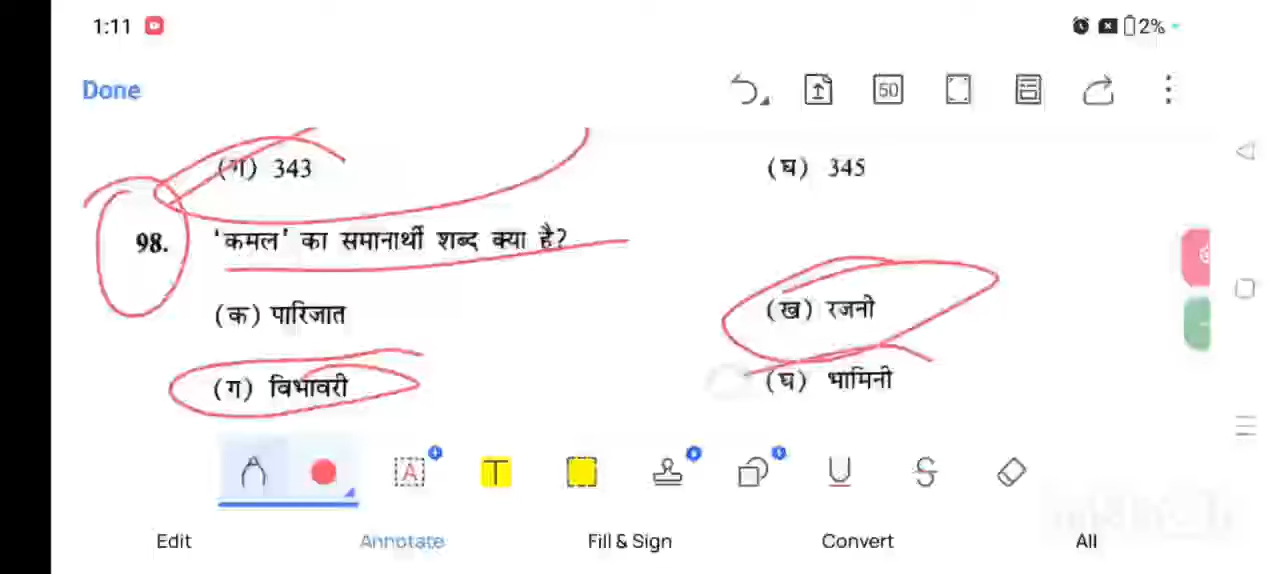 1:11 2%
Done 50
(ग) 343 (घ) 345
98. 'कमल' का समानार्थी शब्द क्या है?
(क) पारिजात (ख) रजनी
(ग) विभावरी (घ) भामिनी
A T U S
Edit Annotate Fill & Sign Convert All